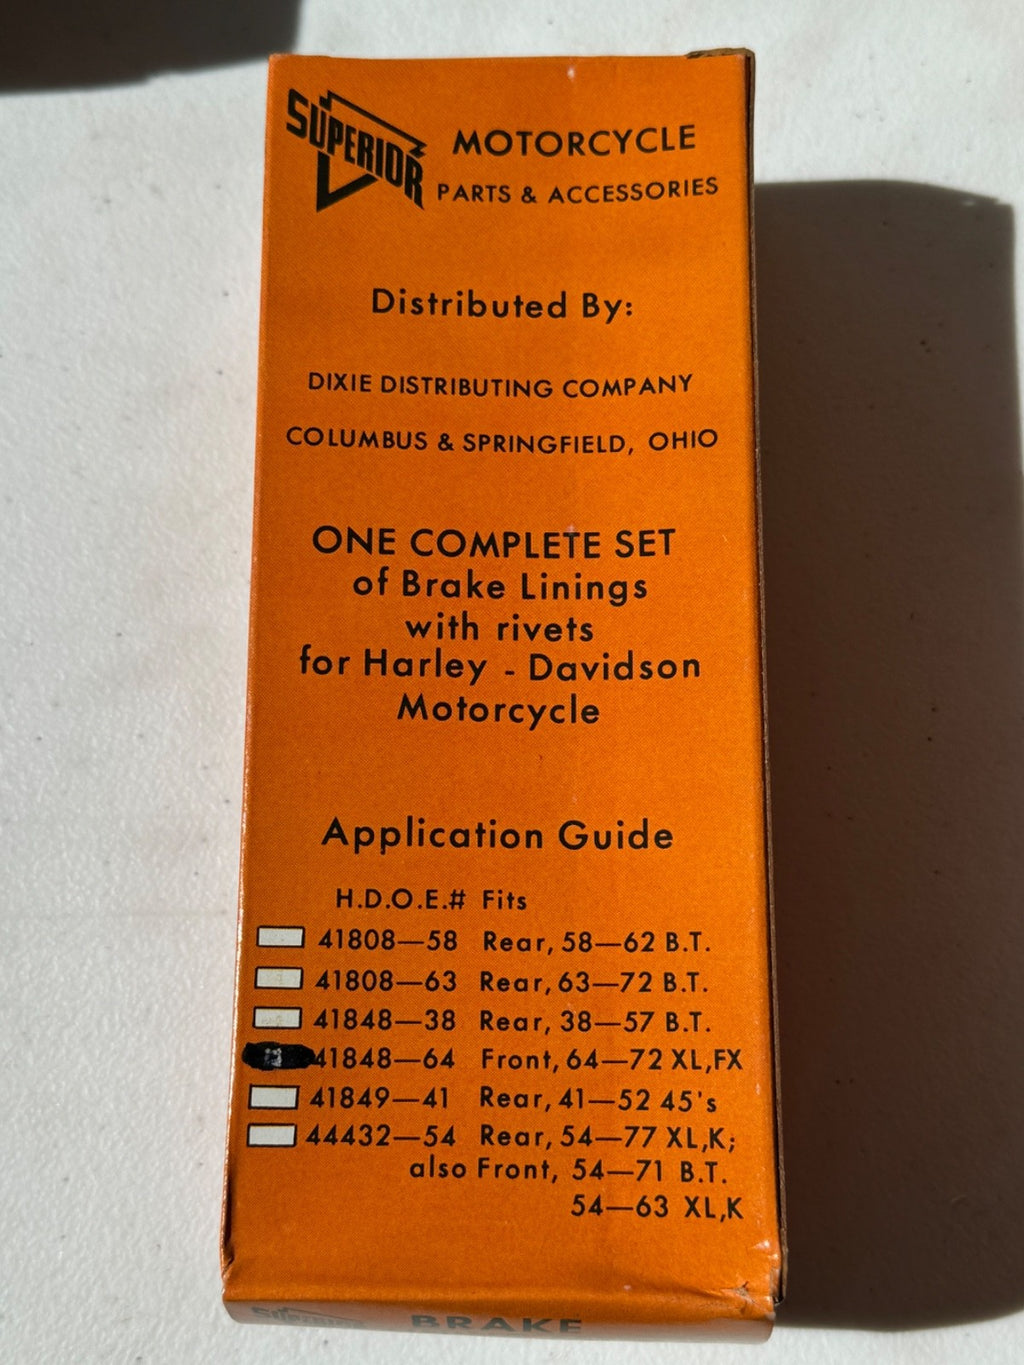 SUPERIOR
MOTORCYCLE
PARTS & ACCESSORIES
Distributed By:
DIXIE DISTRIBUTING COMPANY
COLUMBUS & SPRINGFIELD, OHIO
ONE COMPLETE SET
of Brake Linings
with rivets
for Harley - Davidson
Motorcycle
Application Guide
H.D.O.E.# Fits
41808—58 Rear, 58—62 B.T.
41808—63 Rear, 63—72 B.T.
41848—38 Rear, 38—57 B.T.
41848—64 Front, 64—72 XL,FX
41849—41 Rear, 41—52 45's
44432—54 Rear, 54—77 XL,K;
also Front, 54—71 B.T.
54—63 XL,K
SUPERIOR BRAKE